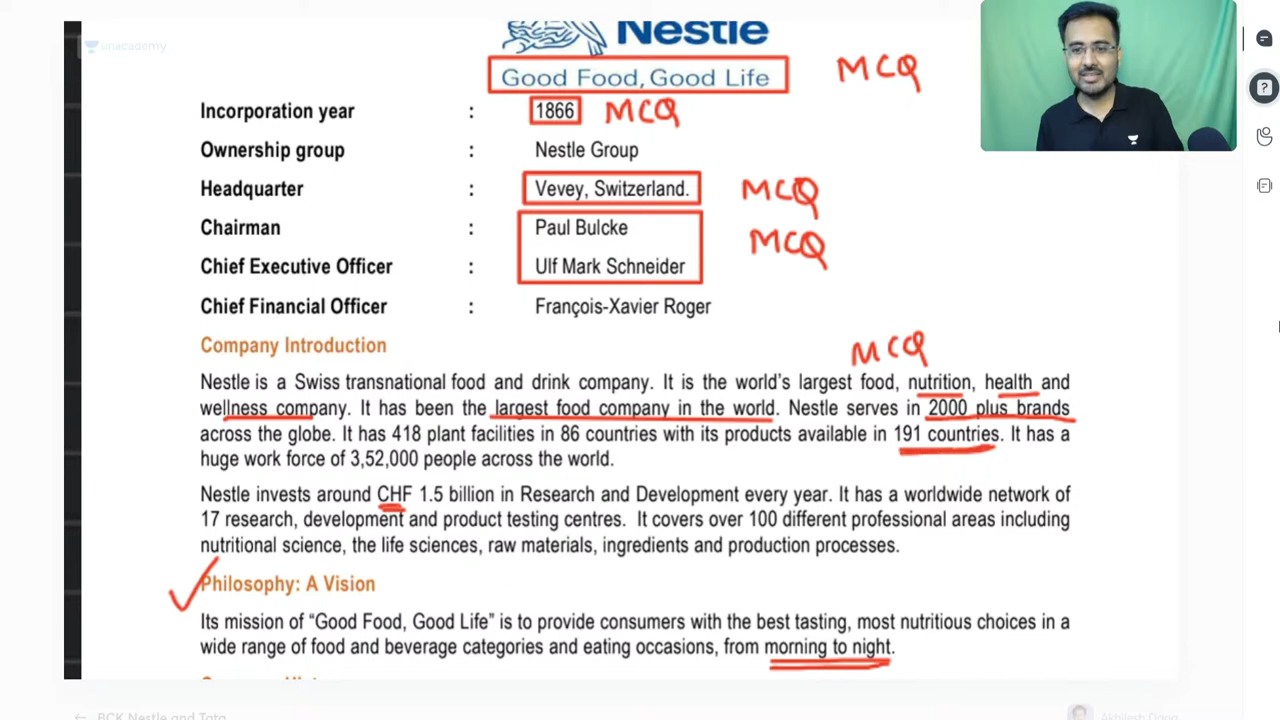 unacademy
Nestle
Good Food, Good Life MCQ
Incorporation year : 1866 MCQ
Ownership group : Nestle Group
Headquarter : Vevey, Switzerland. MCQ
Chairman : Paul Bulcke MCQ
Chief Executive Officer : Ulf Mark Schneider
Chief Financial Officer : François-Xavier Roger
Company Introduction
MCQ
Nestle is a Swiss transnational food and drink company. It is the world's largest food, nutrition, health and
wellness company. It has been the largest food company in the world. Nestle serves in 2000 plus brands
across the globe. It has 418 plant facilities in 86 countries with its products available in 191 countries. It has a
huge work force of 3,52,000 people across the world.
Nestle invests around CHF 1.5 billion in Research and Development every year. It has a worldwide network of
17 research, development and product testing centres. It covers over 100 different professional areas including
nutritional science, the life sciences, raw materials, ingredients and production processes.
Philosophy: A Vision
Its mission of “Good Food, Good Life” is to provide consumers with the best tasting, most nutritious choices in a
wide range of food and beverage categories and eating occasions, from morning to night.
BCK Nestle and Tata